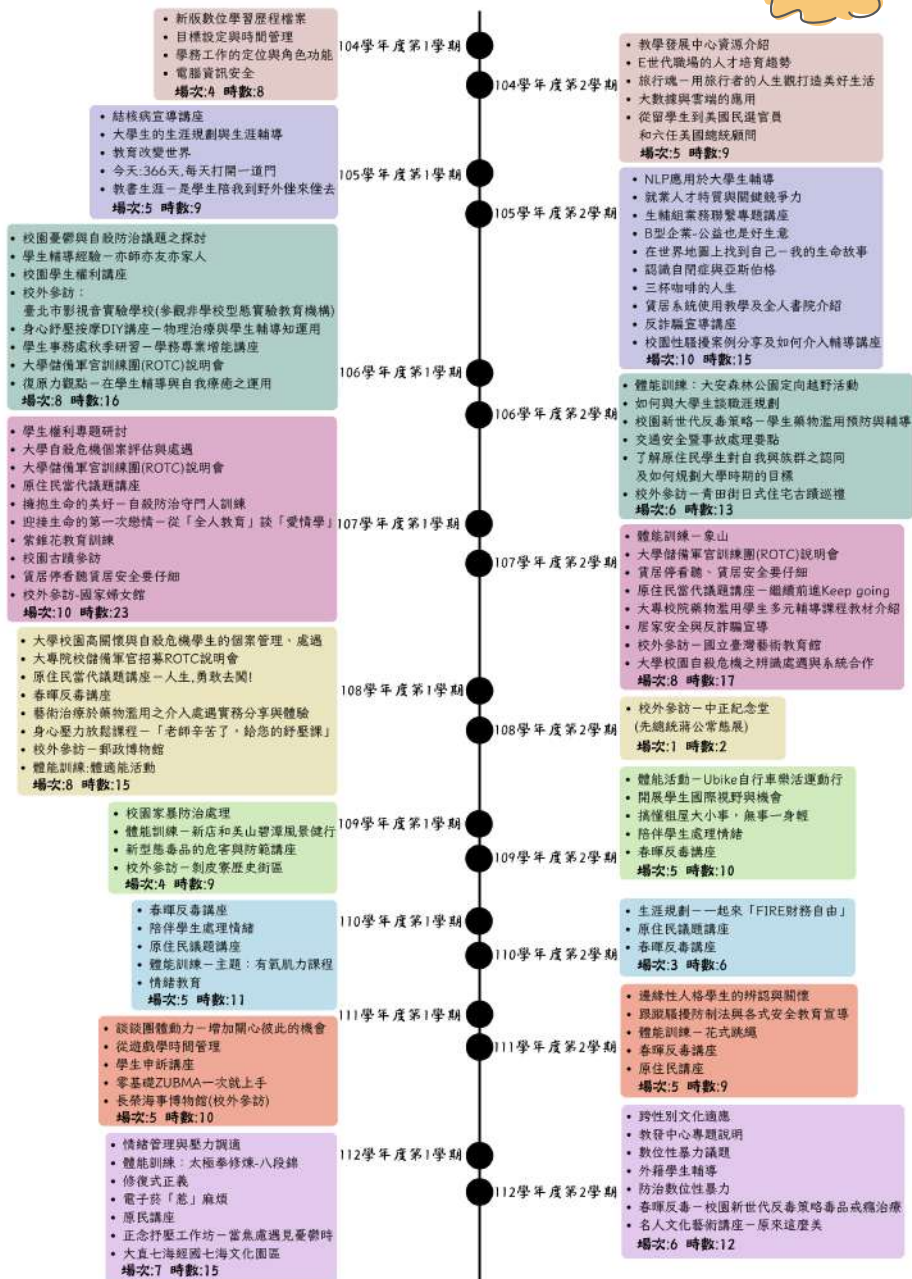 新版數位學習歷程檔案
目標設定與時間管理
學務工作的定位與角色功能
電腦資訊安全
場次:4 時數:8
104學年度第1學期
104學年度第2學期
教學發展中心資源介紹
E世代職場的人才培育趨勢
旅行魂－用旅行者的人生觀打造美好生活
大數據與雲端的應用
從留學生到美國民選官員
和六任美國總統顧問
場次:5 時數:9
結核病宣導講座
大學生的生涯規劃與生涯輔導
教育改變世界
今天:366天,每天打開一道門
教書生涯－是學生陪我到野外僅來僅去
場次:5 時數:9
105學年度第1學期
105學年度第2學期
NLP應用於大學生輔導
就業人才特質與關鍵競爭力
生輔組業務聯繫專題講座
B型企業-公益也是好生意
在世界地圖上找到自己－我的生命故事
認識自閉症與亞斯伯格
三杯咖啡的人生
賃居系統使用教學及全人書院介紹
反詐騙宣導講座
校園性騷擾案例分享及如何介入輔導講座
場次:10 時數:15
校園憂鬱與自殺防治議題之探討
學生輔導經驗－亦師亦友亦家人
校園學生權利講座
校外參訪：
臺北市影視音實驗學校(參觀非學校型態實驗教育機構)
身心紓壓按摩DIY講座－物理治療與學生輔導知運用
學生事務處秋季研習－學務專業增能講座
大學儲備軍官訓練團(ROTC)說明會
復原力觀點－在學生輔導與自我療癒之運用
場次:8 時數:16
106學年度第1學期
106學年度第2學期
體能訓練：大安森林公園定向越野活動
如何與大學生談職涯規劃
校園新世代反毒策略－學生藥物濫用預防與輔導
交通安全暨事故處理要點
了解原住民學生對自我與族群之認同
及如何規劃大學時期的目標
校外參訪－青田街日式住宅古蹟巡禮
場次:6 時數:13
學生權利專題研討
大學自殺危機個案評估與處遇
大學儲備軍官訓練團(ROTC)說明會
原住民當代議題講座
擁抱生命的美好－自殺防治守門人訓練
迎接生命的第一次戀情－從「全人教育」談「愛情學」
紫錐花教育訓練
校園古蹟參訪
賃居停看聽賃居安全要仔細
校外參訪-國家婦女館
場次:10 時數:23
107學年度第1學期
107學年度第2學期
體能訓練－象山
大學儲備軍官訓練團(ROTC)說明會
賃居停看聽、賃居安全要仔細
原住民當代議題講座－繼續前進Keep going
大專校院藥物濫用學生多元輔導課程教材介紹
居家安全與反詐騙宣導
校外參訪－國立臺灣藝術教育館
大學校園自殺危機之辨識處遇與系統合作
場次:8 時數:17
大學校園高關懷與自殺危機學生的個案管理、處遇
大專院校儲備軍官招募ROTC說明會
原住民當代議題講座－人生,勇敢去闖!
春暉反毒講座
藝術治療於藥物濫用之介入處遇實務分享與體驗
身心壓力放鬆課程－「老師辛苦了，給您的紓壓課」
校外參訪－郵政博物館
體能訓練:體適能活動
場次:8 時數:15
108學年度第1學期
108學年度第2學期
校外參訪－中正紀念堂
(先總統蔣公常態展)
場次:1 時數:2
校園家暴防治處理
體能訓練－新店和美山碧潭風景健行
新型態毒品的危害與防範講座
校外參訪－剝皮寮歷史街區
場次:4 時數:9
109學年度第1學期
109學年度第2學期
體能活動－Ubike自行車樂活運動行
開展學生國際視野與機會
搞懂租屋大小事，無事一身輕
陪伴學生處理情緒
春暉反毒講座
場次:5 時數:10
春暉反毒講座
陪伴學生處理情緒
原住民議題講座
體能訓練－主題：有氧肌力課程
情緒教育
場次:5 時數:11
110學年度第1學期
110學年度第2學期
生涯規劃－一起來「FIRE財務自由」
原住民議題講座
春暉反毒講座
場次:3 時數:6
談談團體動力－增加關心彼此的機會
從遊戲學時間管理
學生申訴講座
零基礎ZUBMA一次就上手
長榮海事博物館(校外參訪)
場次:5 時數:10
111學年度第1學期
111學年度第2學期
邊緣性人格學生的辨認與關懷
跟蹤騷擾防制法與各式安全教育宣導
體能訓練－花式跳繩
春暉反毒講座
原住民講座
場次:5 時數:9
情緒管理與壓力調適
體能訓練：太極拳修煉-八段錦
修復式正義
電子菸「惹」麻煩
原民講座
正念抒壓工作坊－當焦慮遇見憂鬱時
大直七海經國七海文化園區
場次:7 時數:15
112學年度第1學期
112學年度第2學期
跨性別文化適應
教發中心專題說明
數位性暴力議題
外籍學生輔導
防治數位性暴力
春暉反毒－校園新世代反毒策略毒品戒癮治療
名人文化藝術講座－原來這麼美
場次:6 時數:12